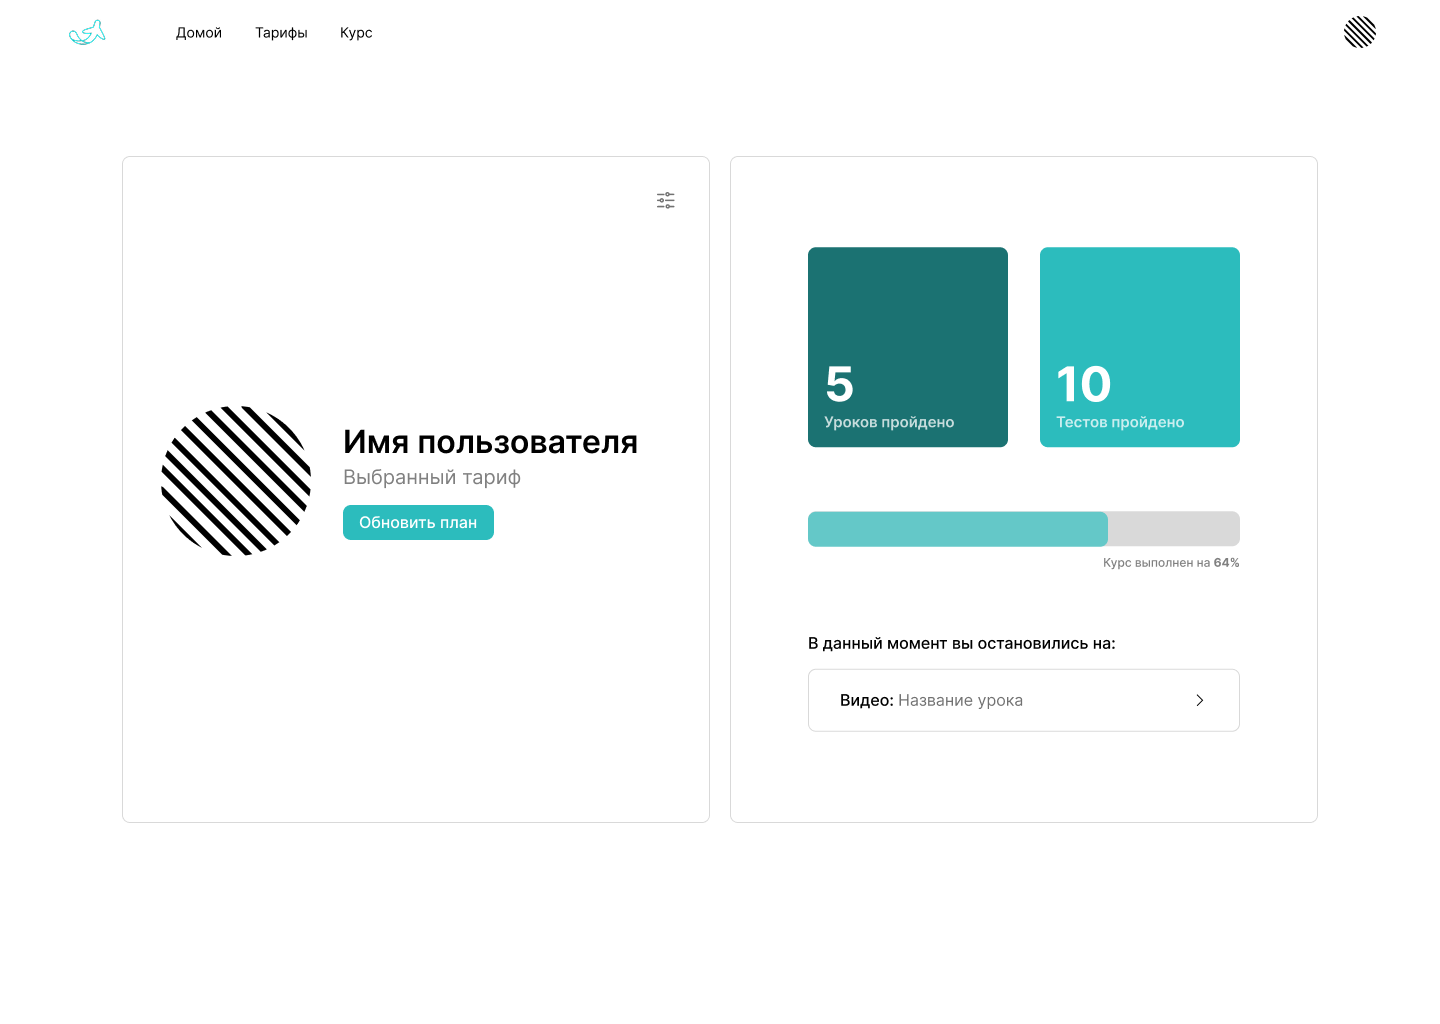 Домой
Тарифы
Курс
Имя пользователя
Выбранный тариф
Обновить план
5
Уроков пройдено
10
Тестов пройдено
Курс выполнен на 64%
В данный момент вы остановились на:
Видео: Название урока